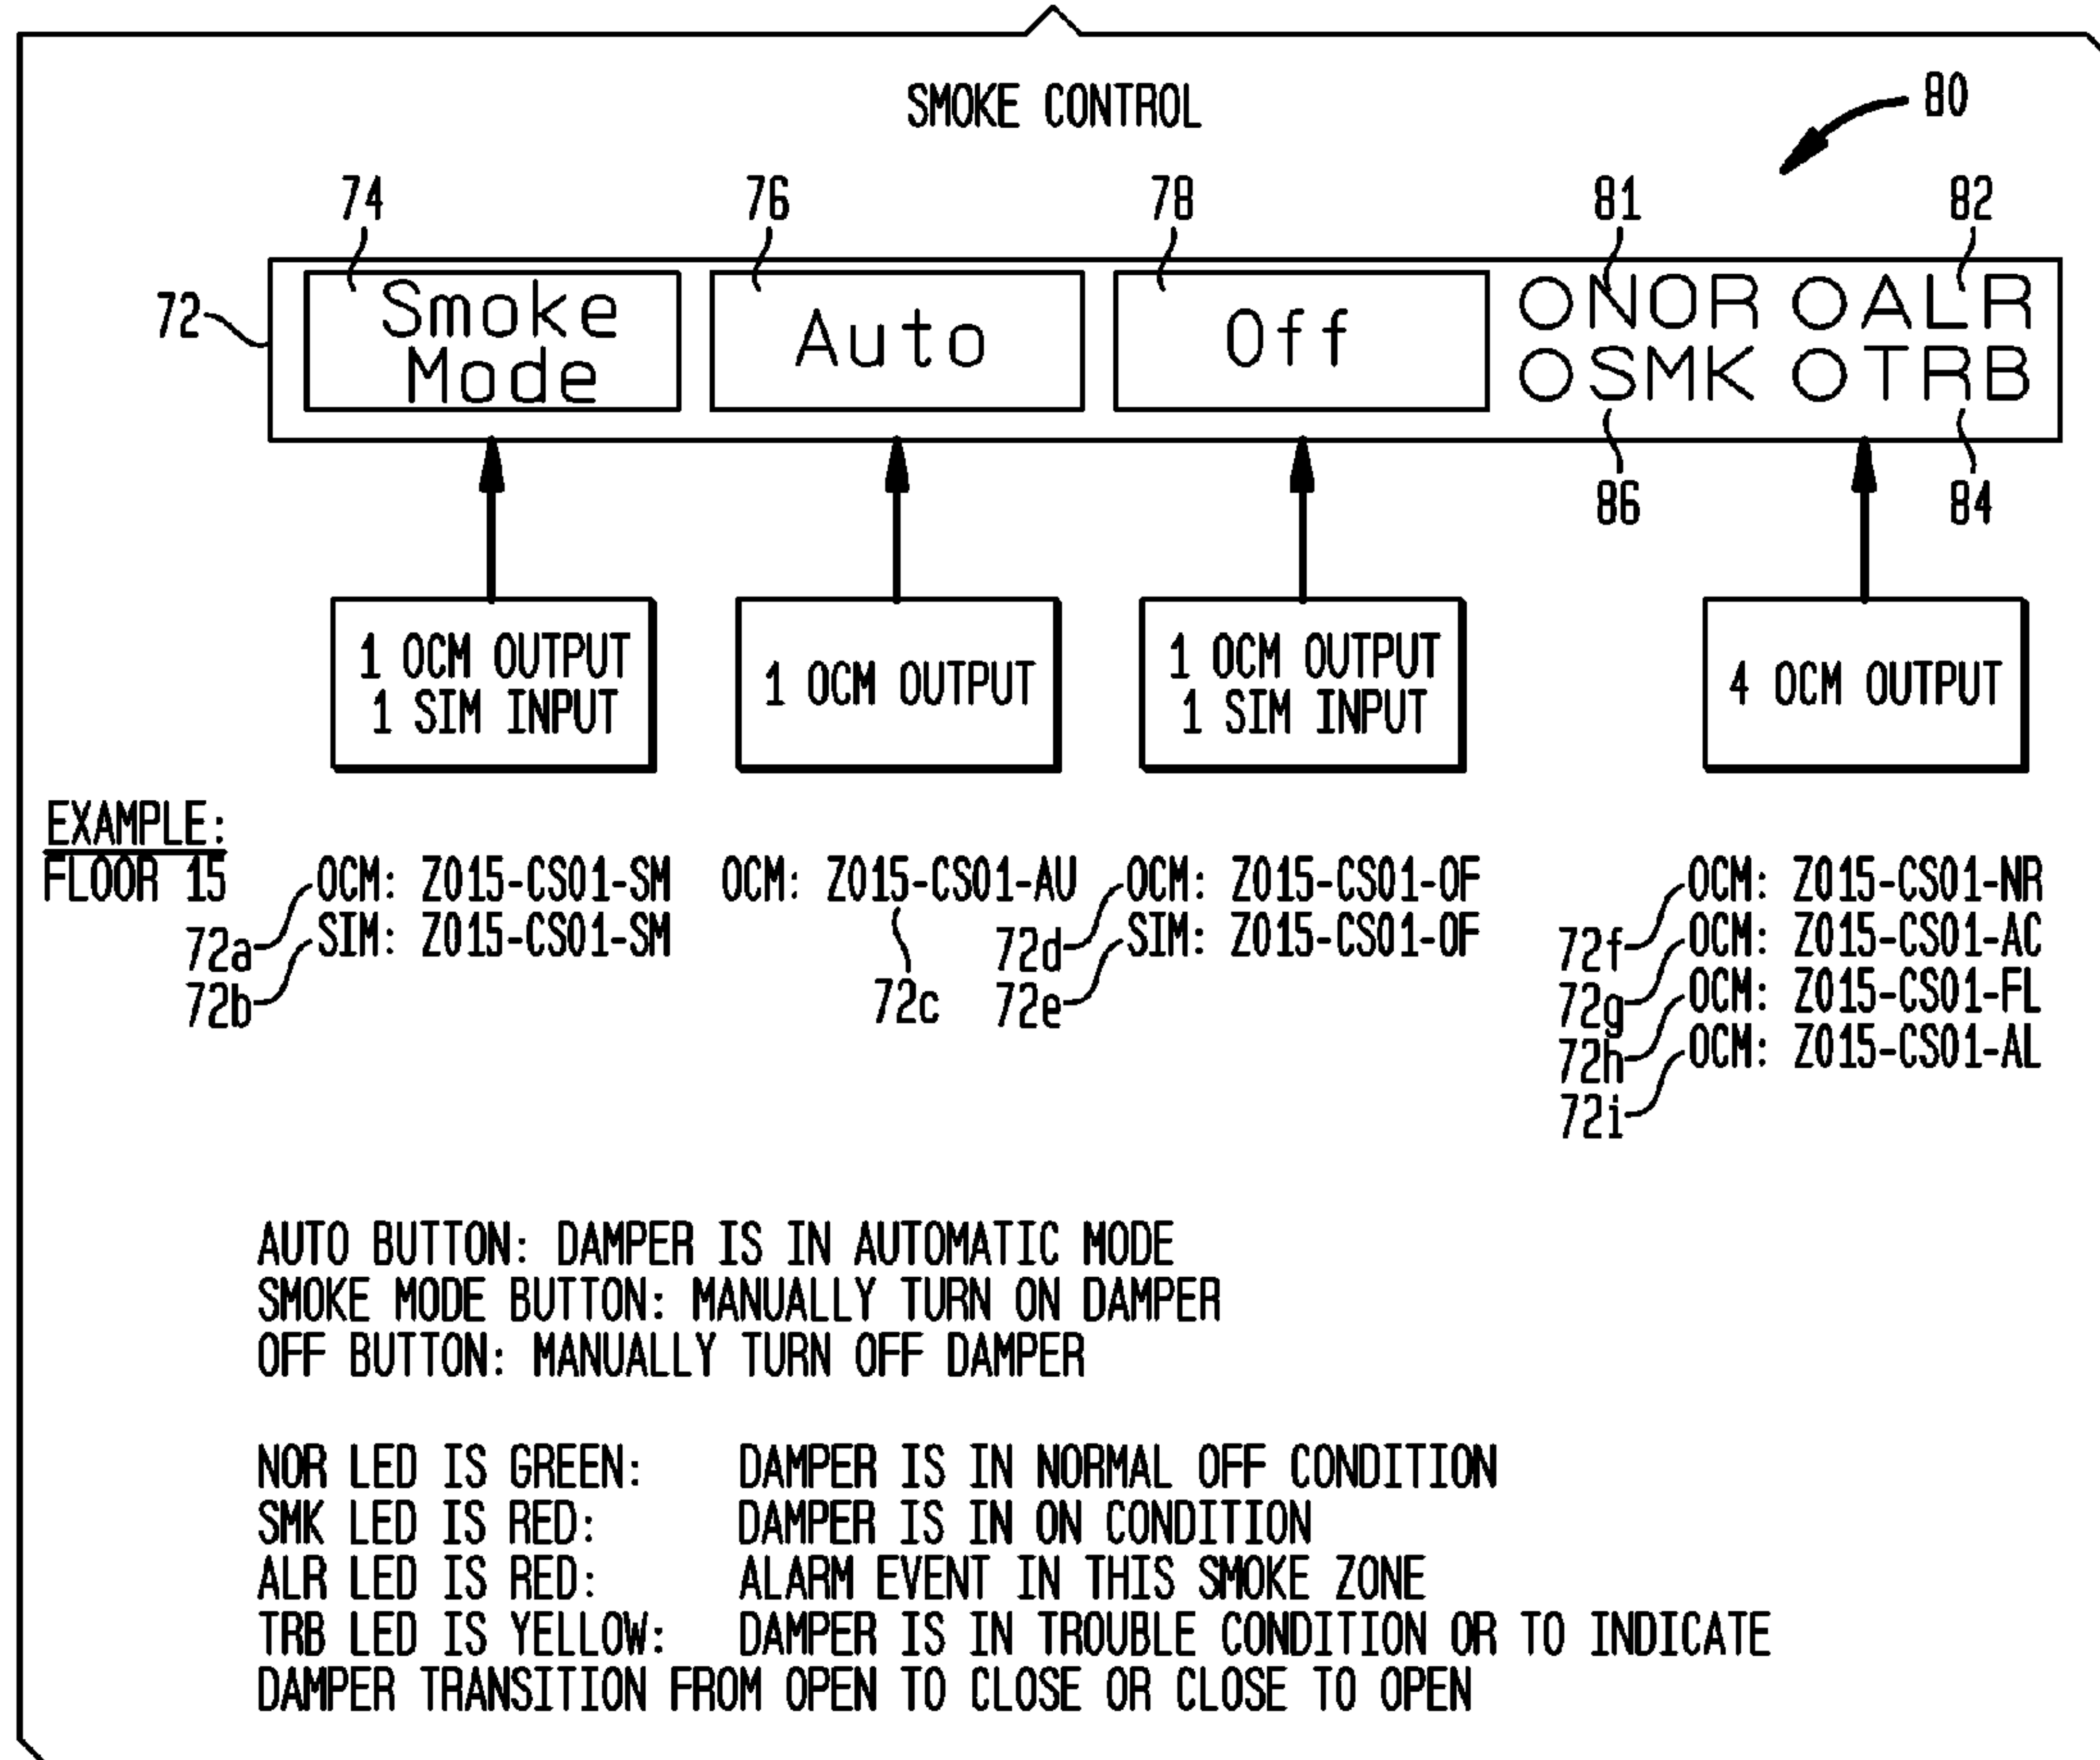 SMOKE CONTROL
80
74 76 78 81 82
72
Smoke Mode Auto Off NOR ALR
SMK TRB
86 84
1 OCM OUTPUT
1 SIM INPUT
1 OCM OUTPUT
1 OCM OUTPUT
1 SIM INPUT
4 OCM OUTPUT
EXAMPLE:
FLOOR 15
OCM: Z015-CS01-SM
SIM: Z015-CS01-SM
72a
72b
OCM: Z015-CS01-AU
72c
OCM: Z015-CS01-OF
SIM: Z015-CS01-OF
72d
72e
OCM: Z015-CS01-NR
OCM: Z015-CS01-AC
OCM: Z015-CS01-FL
OCM: Z015-CS01-AL
72f
72g
72h
72i
AUTO BUTTON: DAMPER IS IN AUTOMATIC MODE
SMOKE MODE BUTTON: MANUALLY TURN ON DAMPER
OFF BUTTON: MANUALLY TURN OFF DAMPER
NOR LED IS GREEN: DAMPER IS IN NORMAL OFF CONDITION
SMK LED IS RED: DAMPER IS IN ON CONDITION
ALR LED IS RED: ALARM EVENT IN THIS SMOKE ZONE
TRB LED IS YELLOW: DAMPER IS IN TROUBLE CONDITION OR TO INDICATE
DAMPER TRANSITION FROM OPEN TO CLOSE OR CLOSE TO OPEN